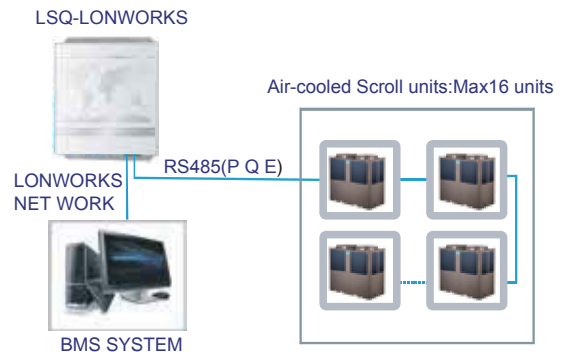 LSQ-LONWORKS
Air-cooled Scroll units:Max16 units
RS485(P Q E)
LONWORKS
NET WORK
BMS SYSTEM